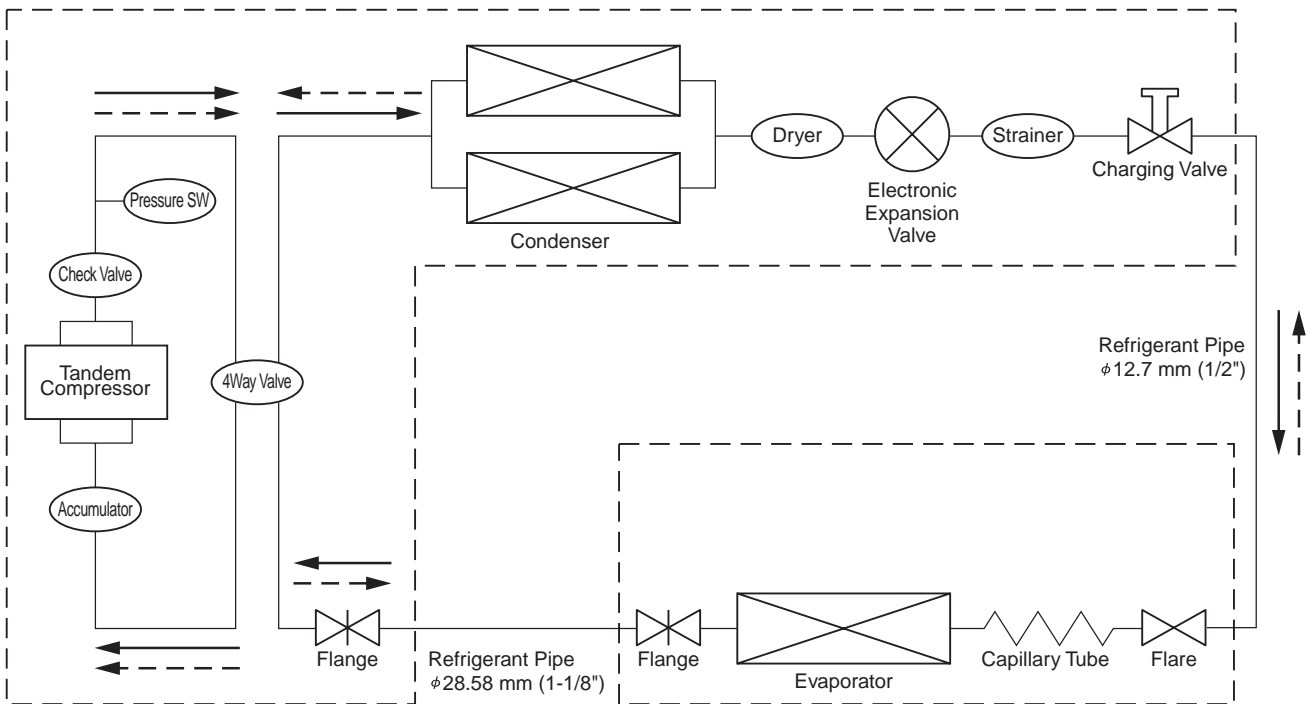 Pressure SW
Check Valve
Tandem
Compressor
Accumulator
4Way Valve
Condenser
Dryer
Electronic
Expansion
Valve
Strainer
Charging Valve
Refrigerant Pipe
ϕ12.7 mm (1/2")
Flange
Refrigerant Pipe
ϕ28.58 mm (1-1/8")
Flange
Evaporator
Capillary Tube
Flare